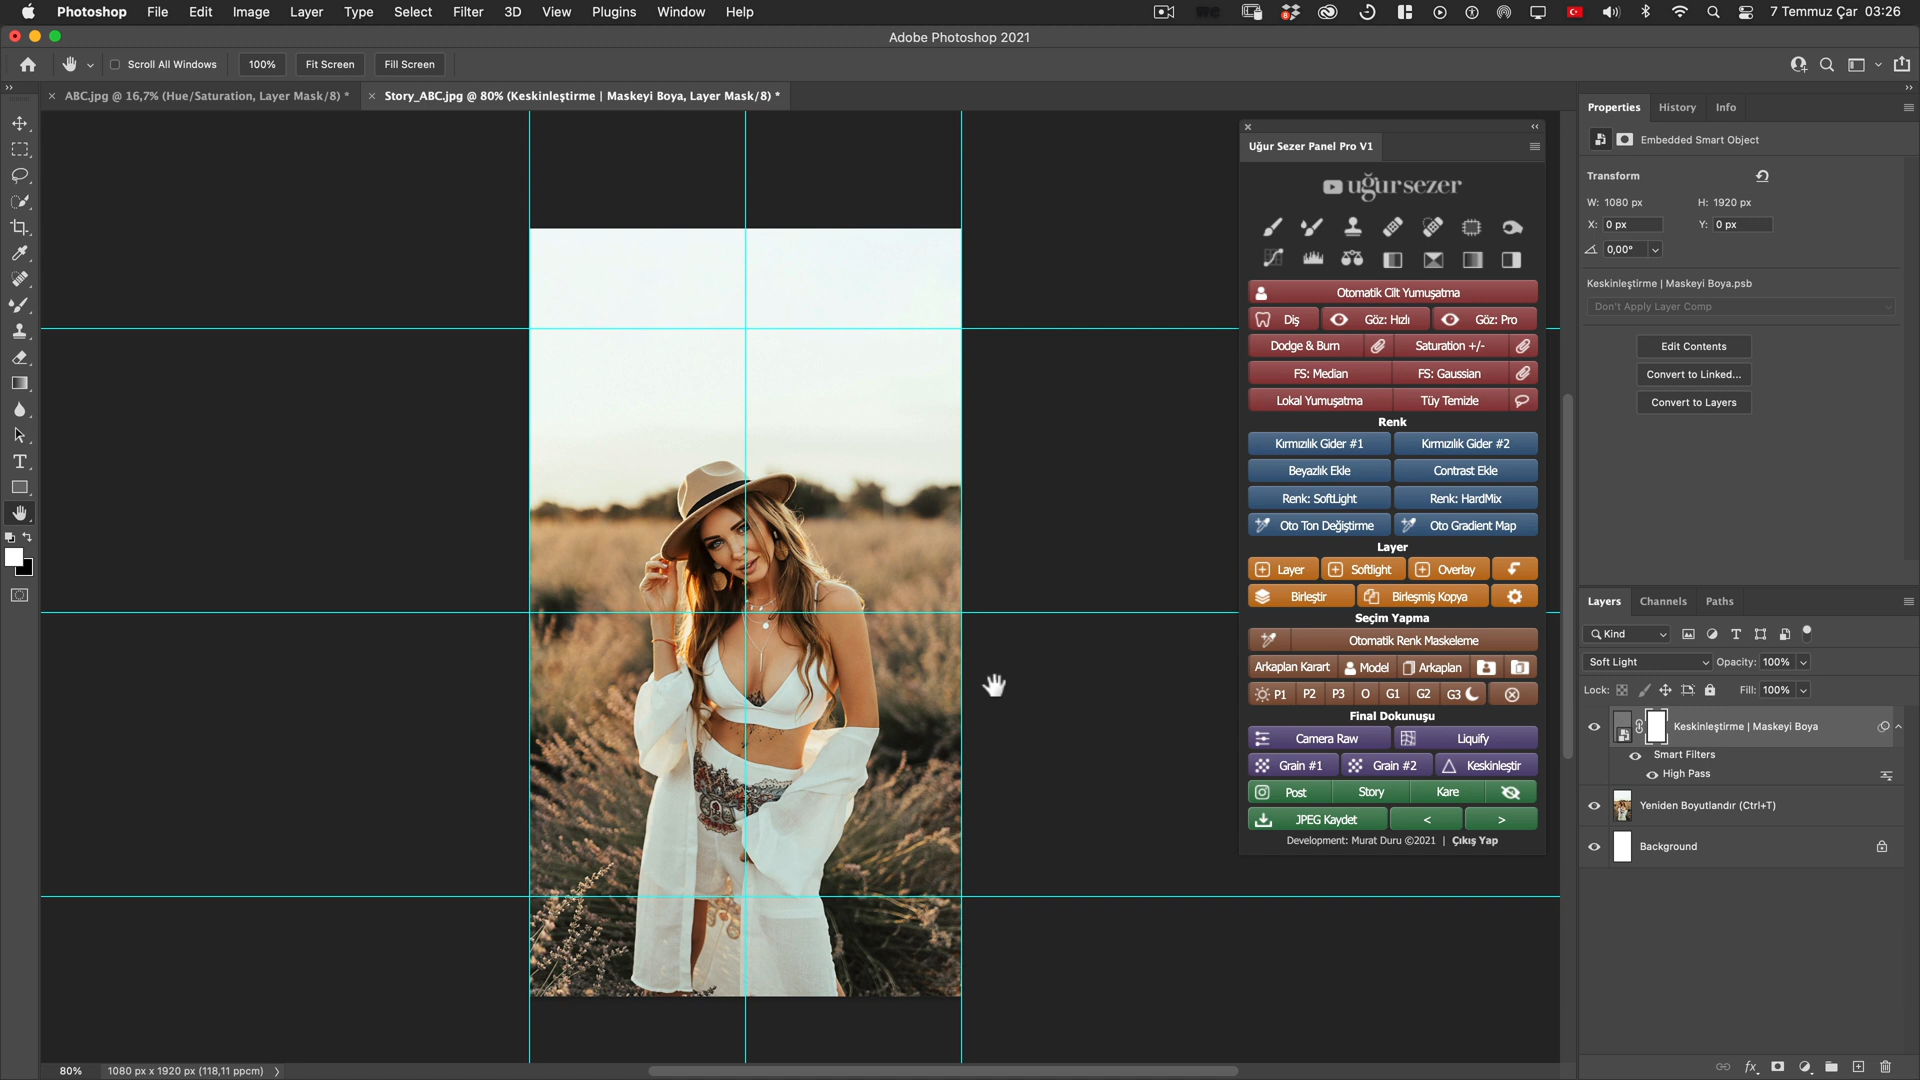 Photoshop File Edit Image Layer Type Select Filter 3D View Plugins Window Help 7 Temmuz Çar 03:26
Adobe Photoshop 2021
Scroll All Windows 100% Fit Screen Fill Screen
ABC.jpg @ 16,7% (Hue/Saturation, Layer Mask/8) *
Story_ABC.jpg @ 80% (Keskinleştirme | Maskeyi Boya, Layer Mask/8) *
Uğur Sezer Panel Pro V1
uğursezer
Otomatik Cilt Yumuşatma
Diş Göz: Hızlı Göz: Pro
Dodge & Burn Saturation +/-
FS: Median FS: Gaussian
Lokal Yumuşatma Tüy Temizle
Renk
Kırmızılık Gider #1 Kırmızılık Gider #2
Beyazlık Ekle Contrast Ekle
Renk: SoftLight Renk: HardMix
Oto Ton Değiştirme Oto Gradient Map
Layer
Layer Softlight Overlay
Birleştir Birleşmiş Kopya
Seçim Yapma
Otomatik Renk Maskeleme
Arkaplan Karart Model Arkaplan
P1 P2 P3 O G1 G2 G3
Final Dokunuşu
Camera Raw Liquify
Grain #1 Grain #2 Keskinleştir
Post Story Kare
JPEG Kaydet < >
Development: Murat Duru ©2021 | Çıkış Yap
Properties History Info
Embedded Smart Object
Transform
W: 1080 px H: 1920 px
X: 0 px Y: 0 px
0,00°
Keskinleştirme | Maskeyi Boya.psb
Don't Apply Layer Comp
Edit Contents
Convert to Linked...
Convert to Layers
Layers Channels Paths
Kind
Soft Light Opacity: 100%
Lock: Fill: 100%
Keskinleştirme | Maskeyi Boya
Smart Filters
High Pass
Yeniden Boyutlandır (Ctrl+T)
Background
80% 1080 px x 1920 px (118,11 ppcm)